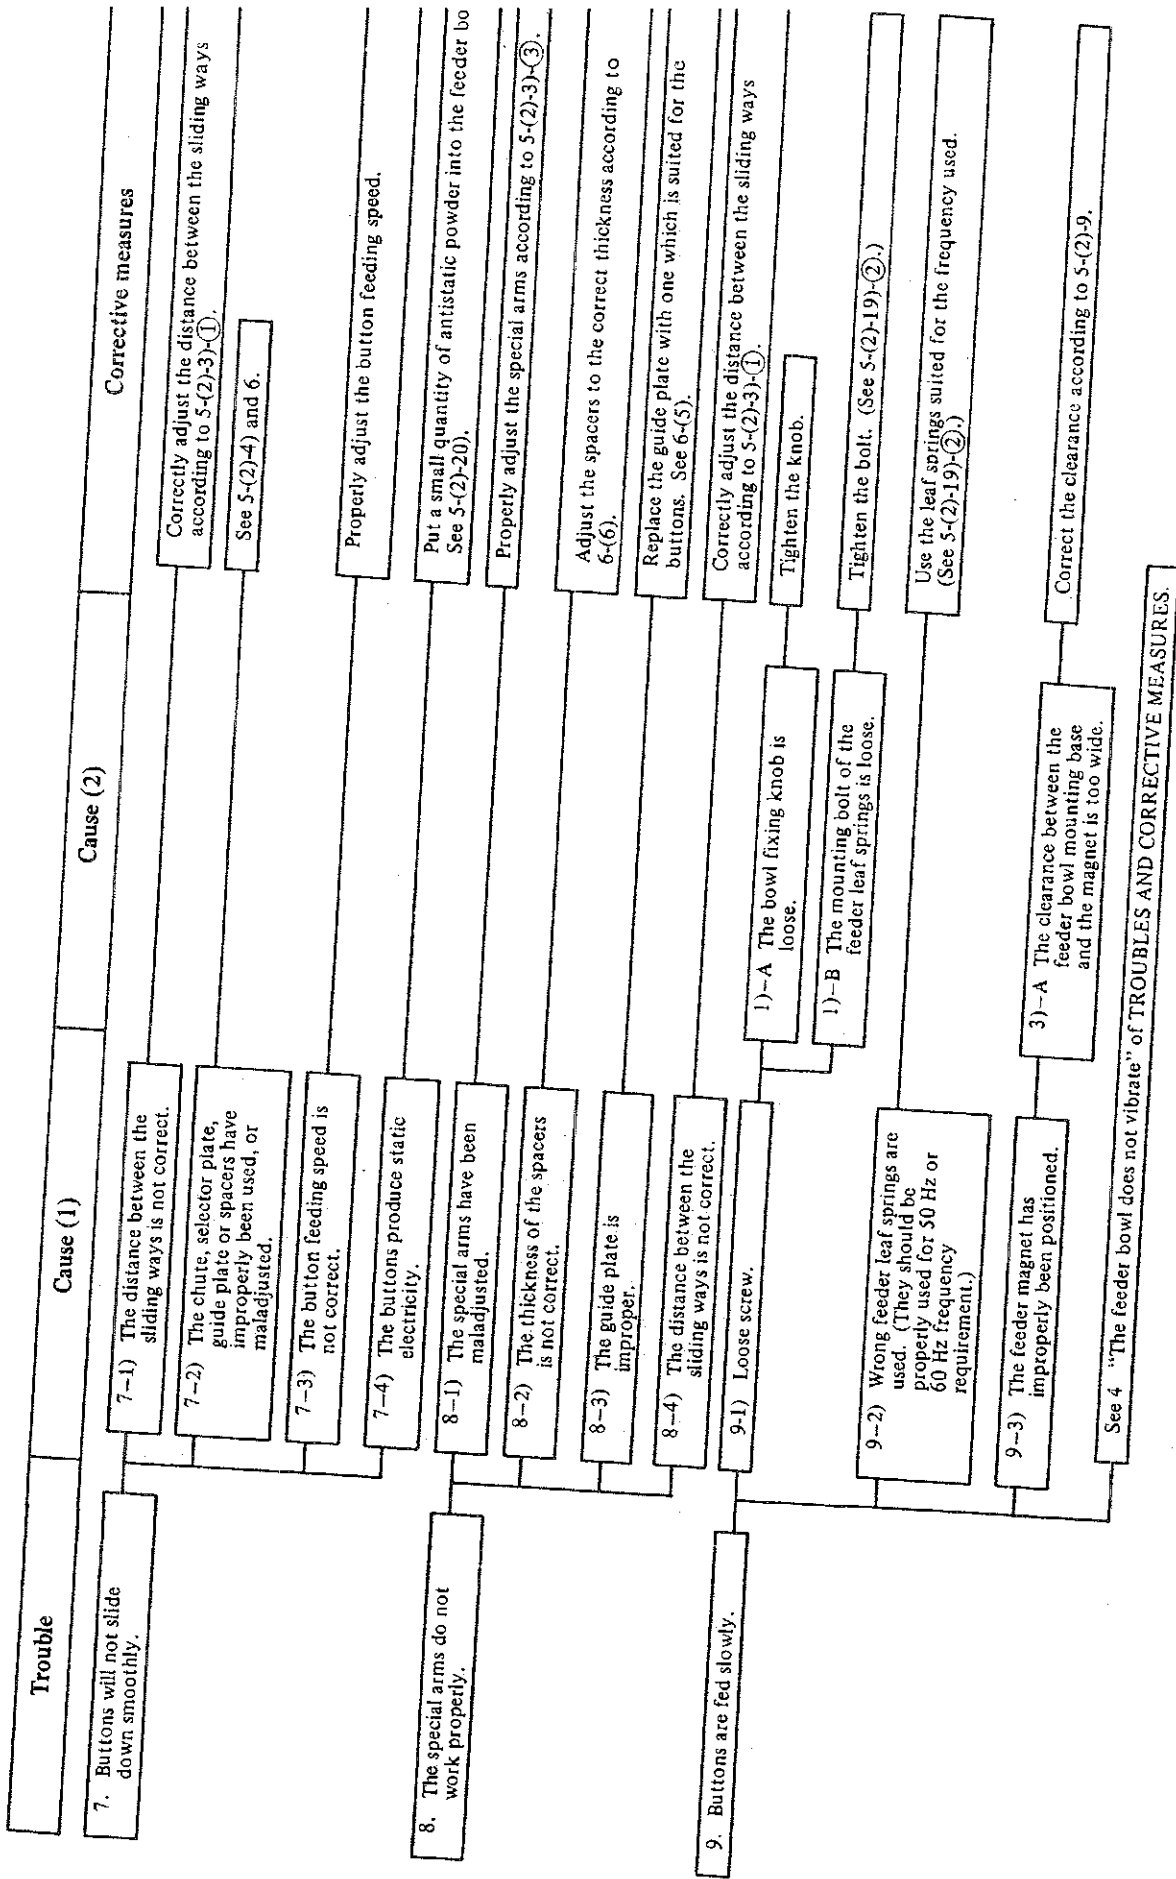 Trouble
Cause (1)
Cause (2)
Corrective measures
7. Buttons will not slide
down smoothly.
7–1) The distance between the
sliding ways is not correct.
Correctly adjust the distance between the sliding ways
according to 5-(2)-3)-①.
7–2) The chute, selector plate,
guide plate or spacers have
improperly been used, or
maladjusted.
See 5-(2)-4) and 6.
7–3) The button feeding speed is
not correct.
Properly adjust the button feeding speed.
7–4) The buttons produce static
electricity.
Put a small quantity of antistatic powder into the feeder bo
See 5-(2)-20).
8. The special arms do not
work properly.
8–1) The special arms have been
maladjusted.
Properly adjust the special arms according to 5-(2)-3)-③.
8–2) The thickness of the spacers
is not correct.
Adjust the spacers to the correct thickness according to
6-(6).
8–3) The guide plate is
improper.
Replace the guide plate with one which is suited for the
buttons. See 6-(5).
8–4) The distance between the
sliding ways is not correct.
Correctly adjust the distance between the sliding ways
according to 5-(2)-3)-①.
9. Buttons are fed slowly.
9-1) Loose screw.
1)–A The bowl fixing knob is
loose.
Tighten the knob.
1)–B The mounting bolt of the
feeder leaf springs is loose.
Tighten the bolt. (See 5-(2)-19)-②.)
9–2) Wrong feeder leaf springs are
used. (They should be
properly used for 50 Hz or
60 Hz frequency
requirement.)
Use the leaf springs suited for the frequency used.
(See 5-(2)-19)-②.)
9–3) The feeder magnet has
improperly been positioned.
3)–A The clearance between the
feeder bowl mounting base
and the magnet is too wide.
Correct the clearance according to 5-(2)-9.
See 4 "The feeder bowl does not vibrate" of TROUBLES AND CORRECTIVE MEASURES.